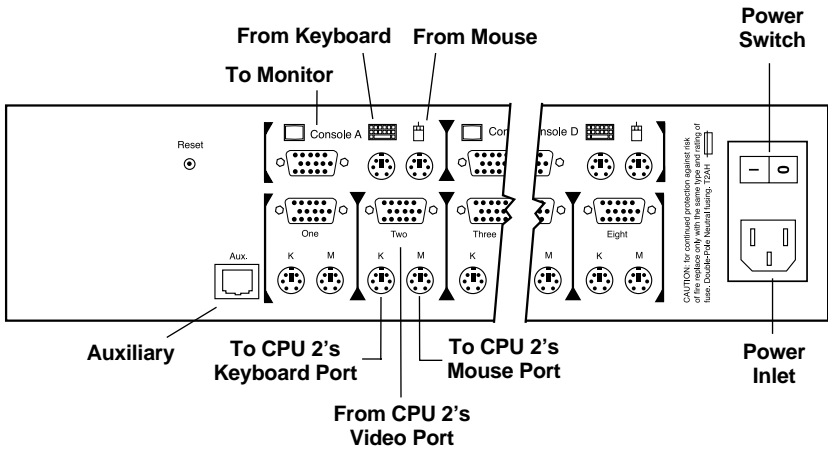 Power
Switch
From Keyboard
From Mouse
To Monitor
Reset
Console A
Con
nsole D
One
Two
Three
Eight
Aux.
K
M
K
M
K
M
K
M
CAUTION: for continued protection against risk
of fire replace only with the same type and rating of
fuse. Double-Pole Neutral fusing. T2AH
I
O
Auxiliary
To CPU 2's
Keyboard Port
To CPU 2's
Mouse Port
From CPU 2's
Video Port
Power
Inlet